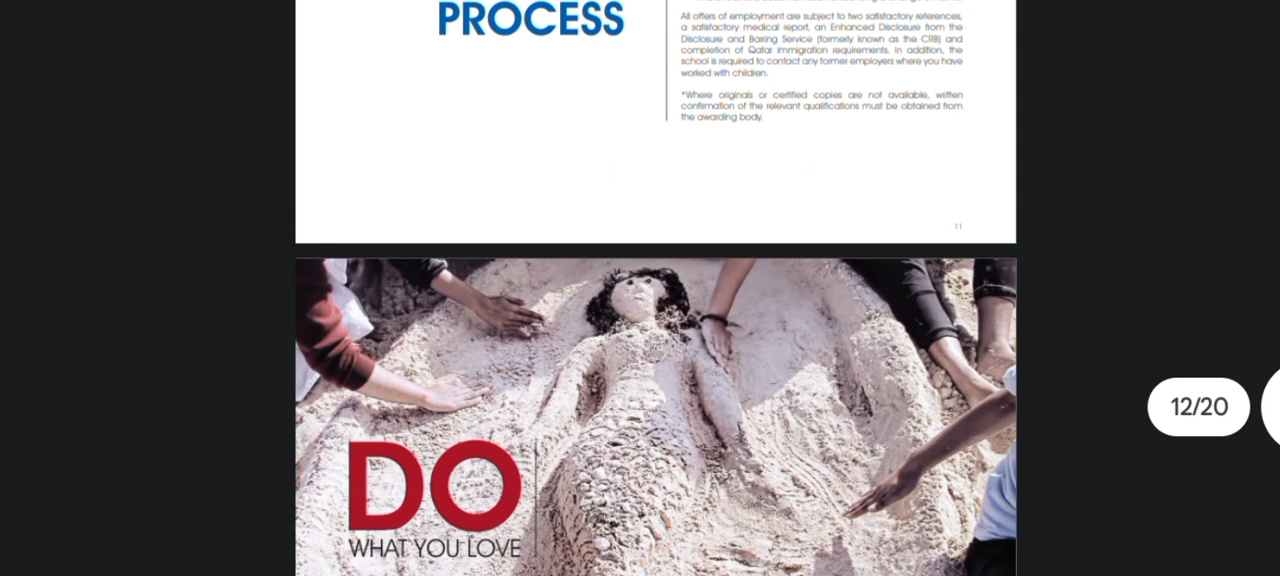 PROCESS
All offers of employment are subject to two satisfactory references,
a satisfactory medical report, an Enhanced Disclosure from the
Disclosure and Barring Service (formerly known as the CRB) and
completion of Qatar immigration requirements. In addition, the
school is required to contact any former employers where you have
worked with children.
*Where originals or certified copies are not available, written
confirmation of the relevant qualifications must be obtained from
the awarding body.
11
DO
WHAT YOU LOVE
12/20